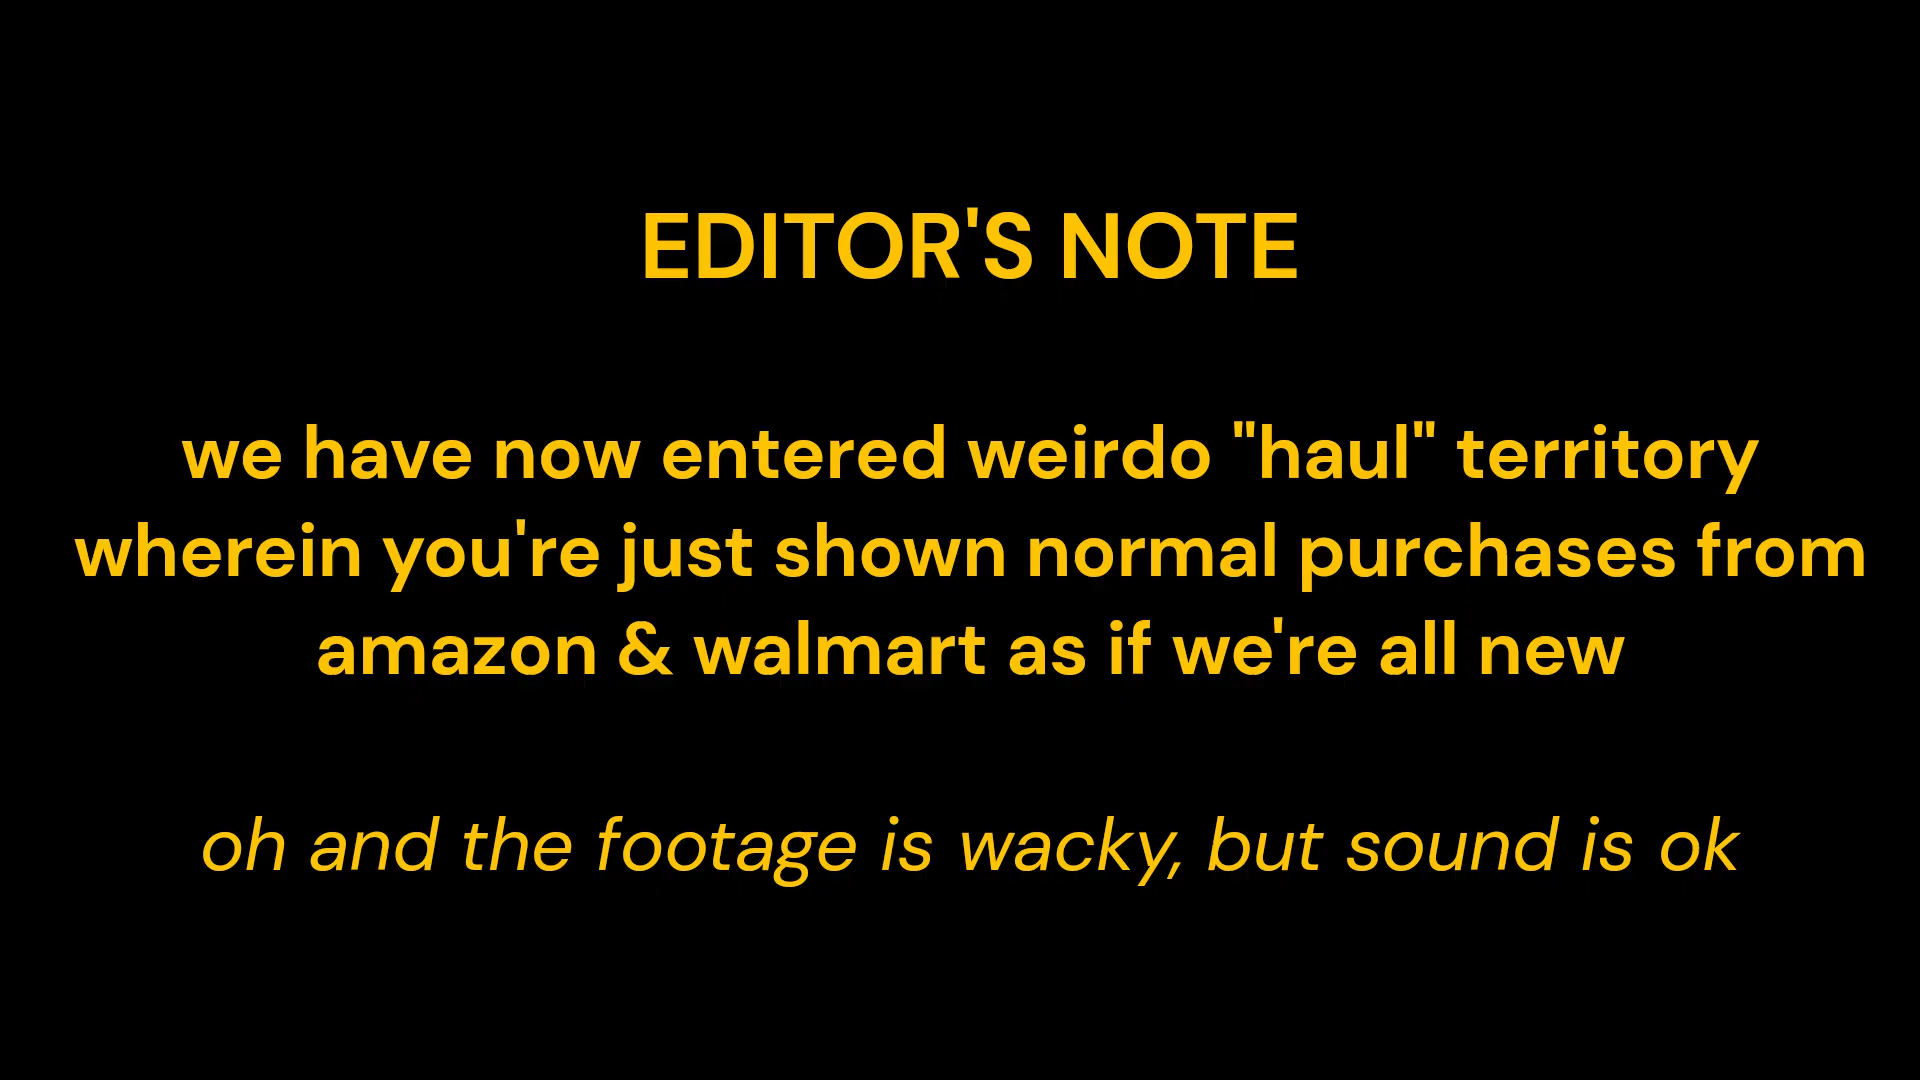 EDITOR'S NOTE
we have now entered weirdo "haul" territory
wherein you're just shown normal purchases from
amazon & walmart as if we're all new
oh and the footage is wacky, but sound is ok